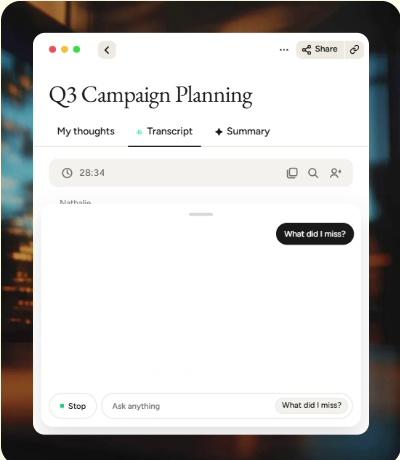 Share
Q3 Campaign Planning
My thoughts Transcript Summary
28:34
Nathalie
What did I miss?
Stop Ask anything What did I miss?